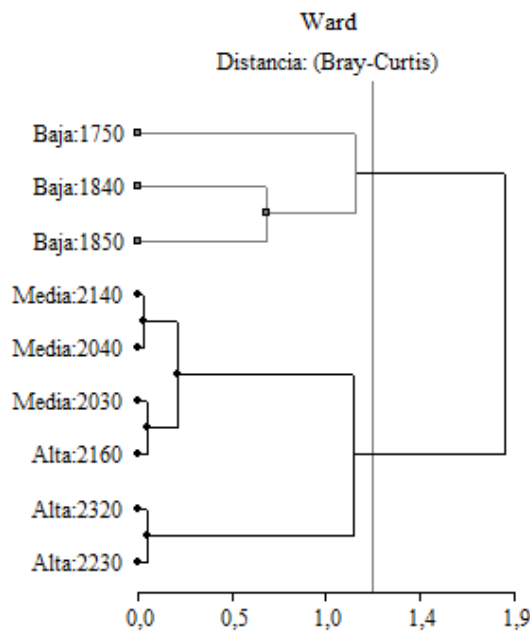 Ward
Distancia: (Bray-Curtis)
Baja:1750
Baja:1840
Baja:1850
Media:2140
Media:2040
Media:2030
Alta:2160
Alta:2320
Alta:2230
0,0 0,5 1,0 1,4 1,9